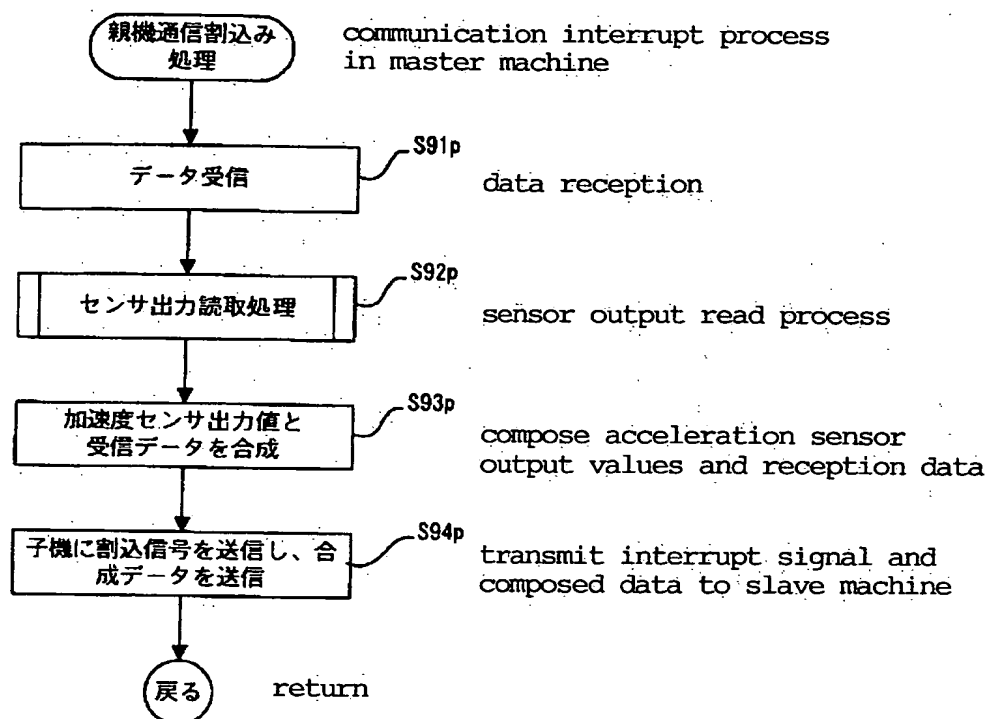 親機通信割込み
処理
communication interrupt process
in master machine
S91p
データ受信
data reception
S92p
センサ出力読取処理
sensor output read process
S93p
加速度センサ出力値と
受信データを合成
compose acceleration sensor
output values and reception data
S94p
子機に割込信号を送信し、合
成データを送信
transmit interrupt signal and
composed data to slave machine
戻る
return